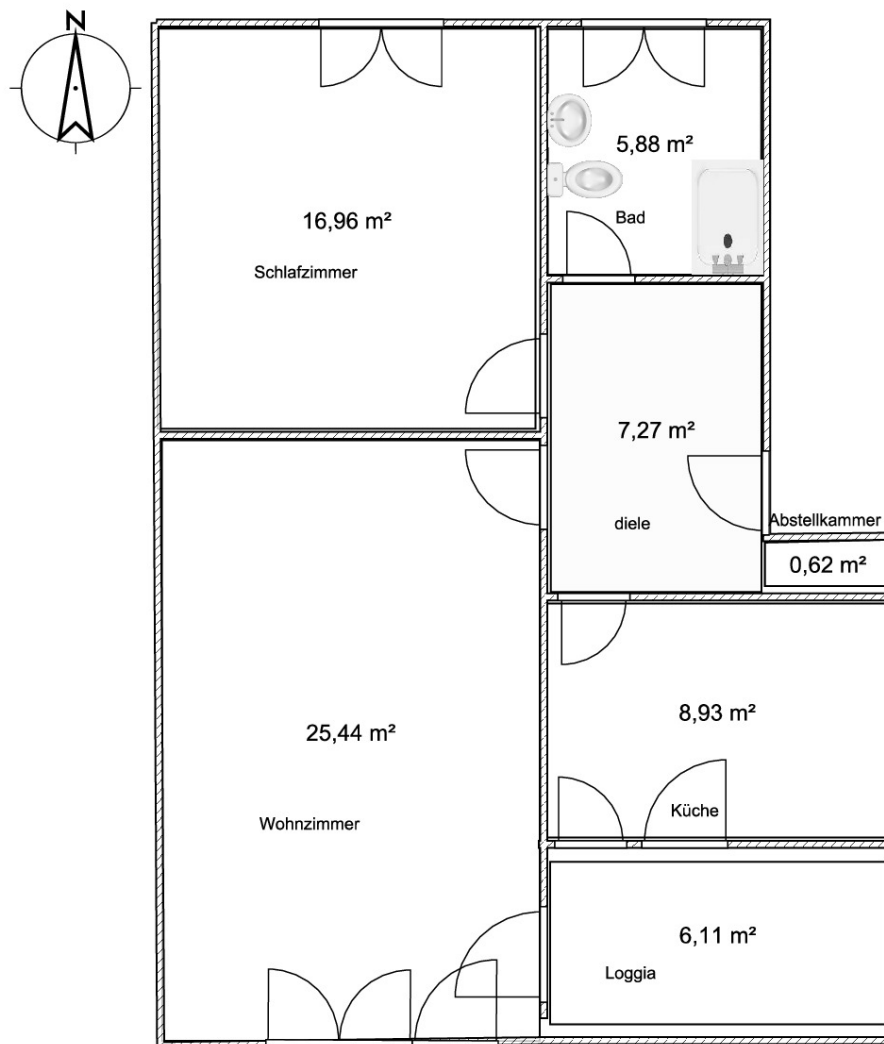 N
5,88 m²
Bad
16,96 m²
Schlafzimmer
7,27 m²
diele
Abstellkammer
0,62 m²
8,93 m²
Küche
25,44 m²
Wohnzimmer
6,11 m²
Loggia